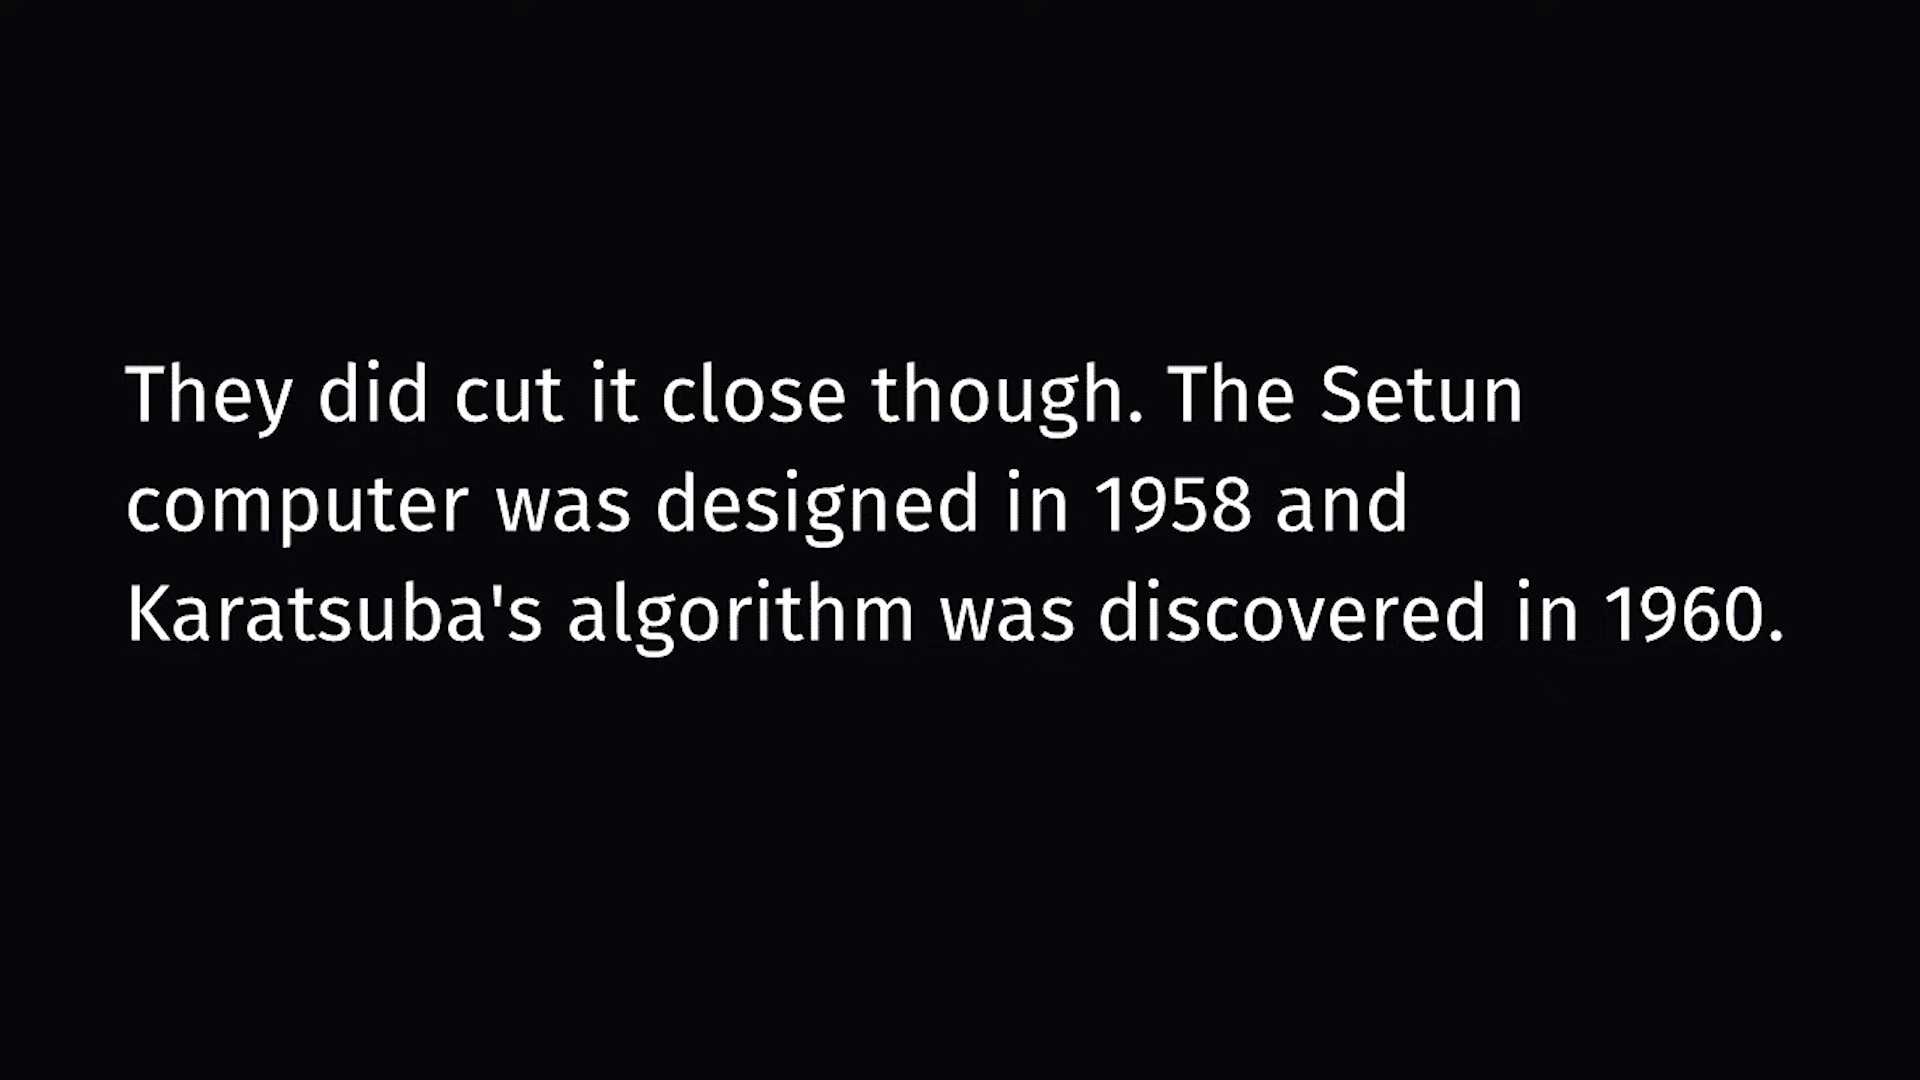 They did cut it close though. The Setun
computer was designed in 1958 and
Karatsuba's algorithm was discovered in 1960.